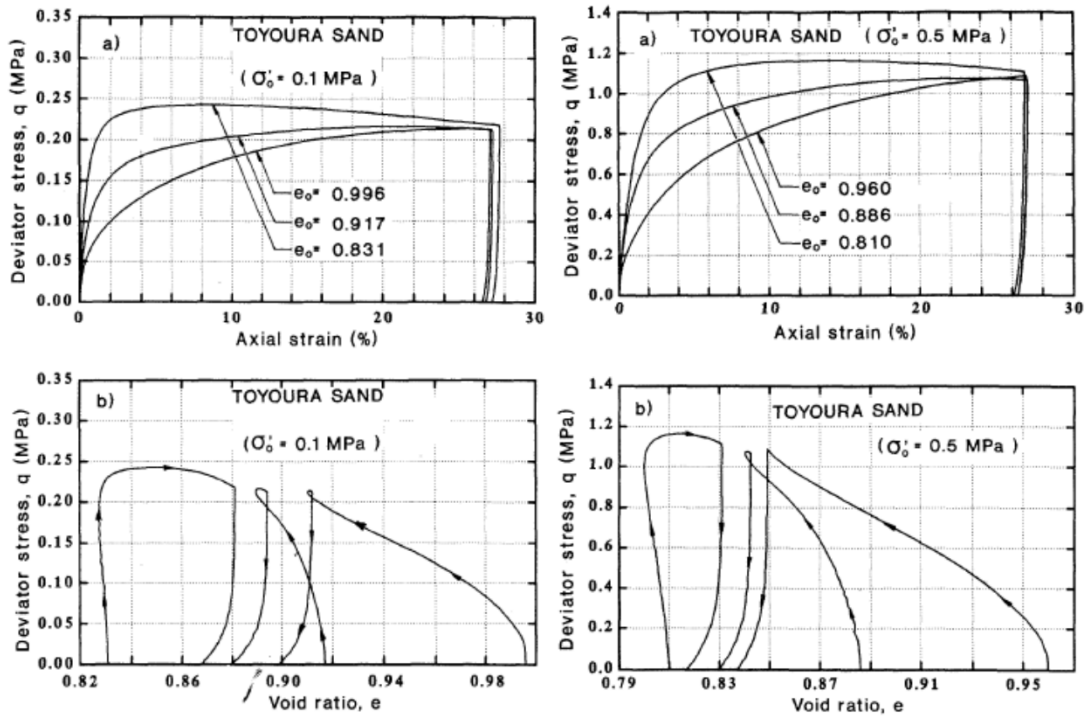 a)
TOYOURA SAND
(σ'₀ = 0.1 MPa)
Deviator stress, q (MPa)
0.35
0.30
0.25
0.20
0.15
0.10
0.05
0.00
e₀= 0.996
e₀= 0.917
e₀= 0.831
0 10 20 30
Axial strain (%)
a)
TOYOURA SAND (σ'₀ = 0.5 MPa)
Deviator stress, q (MPa)
1.4
1.2
1.0
0.8
0.6
0.4
0.2
0.0
e₀= 0.960
e₀= 0.886
e₀= 0.810
0 10 20 30
Axial strain (%)
b)
TOYOURA SAND
(σ'₀ = 0.1 MPa)
Deviator stress, q (MPa)
0.35
0.30
0.25
0.20
0.15
0.10
0.05
0.00
0.82 0.86 0.90 0.94 0.98
Void ratio, e
b)
TOYOURA SAND
(σ'₀ = 0.5 MPa)
Deviator stress, q (MPa)
1.4
1.2
1.0
0.8
0.6
0.4
0.2
0.0
0.79 0.83 0.87 0.91 0.95
Void ratio, e